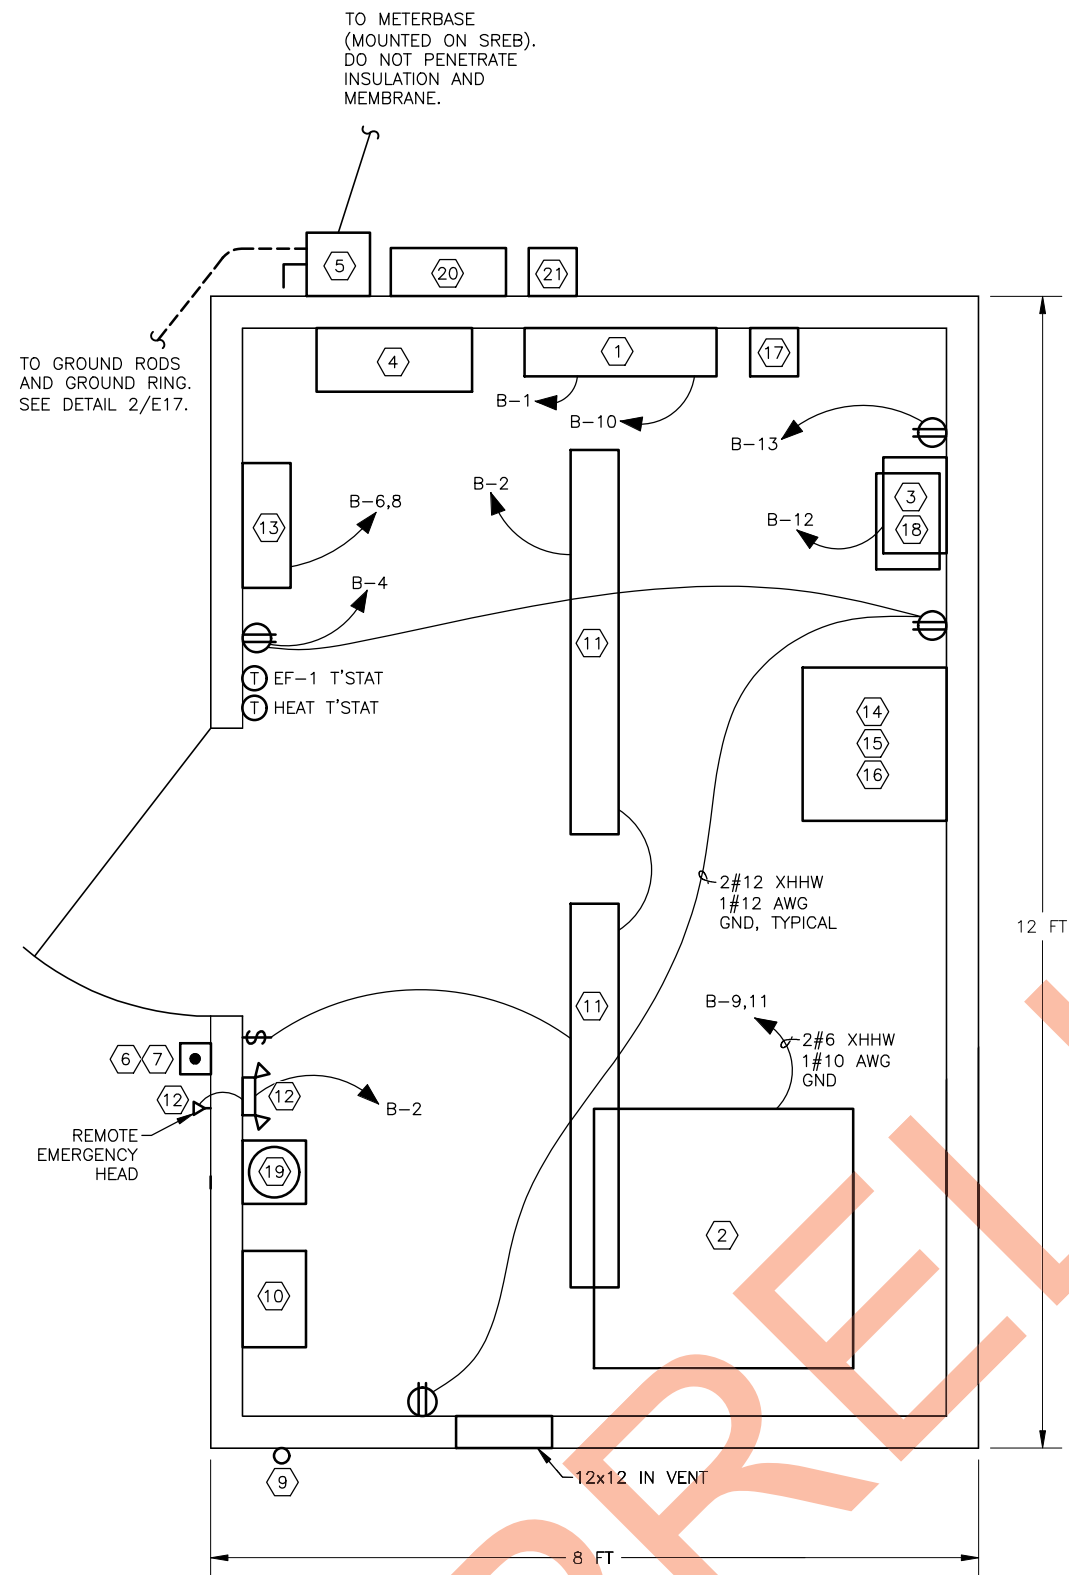 TO METERBASE
(MOUNTED ON SREB).
DO NOT PENETRATE
INSULATION AND
MEMBRANE.
5
20
21
TO GROUND RODS
AND GROUND RING.
SEE DETAIL 2/E17.
4
1
17
B-1
B-10
B-13
B-2
B-6,8
13
3
18
B-12
B-4
11
T EF-1 T'STAT
T HEAT T'STAT
14
15
16
2#12 XHHW
1#12 AWG
GND, TYPICAL
12 FT
11
B-9,11
2#6 XHHW
1#10 AWG
GND
S
6 7
12
12
B-2
REMOTE
EMERGENCY
HEAD
19
2
10
12x12 IN VENT
9
8 FT
PREL